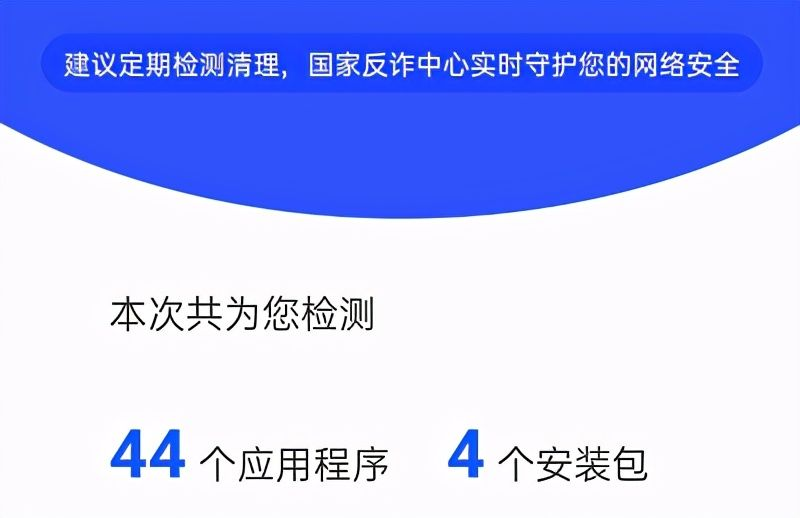 建议定期检测清理，国家反诈中心实时守护您的网络安全
本次共为您检测
44 个应用程序 4 个安装包